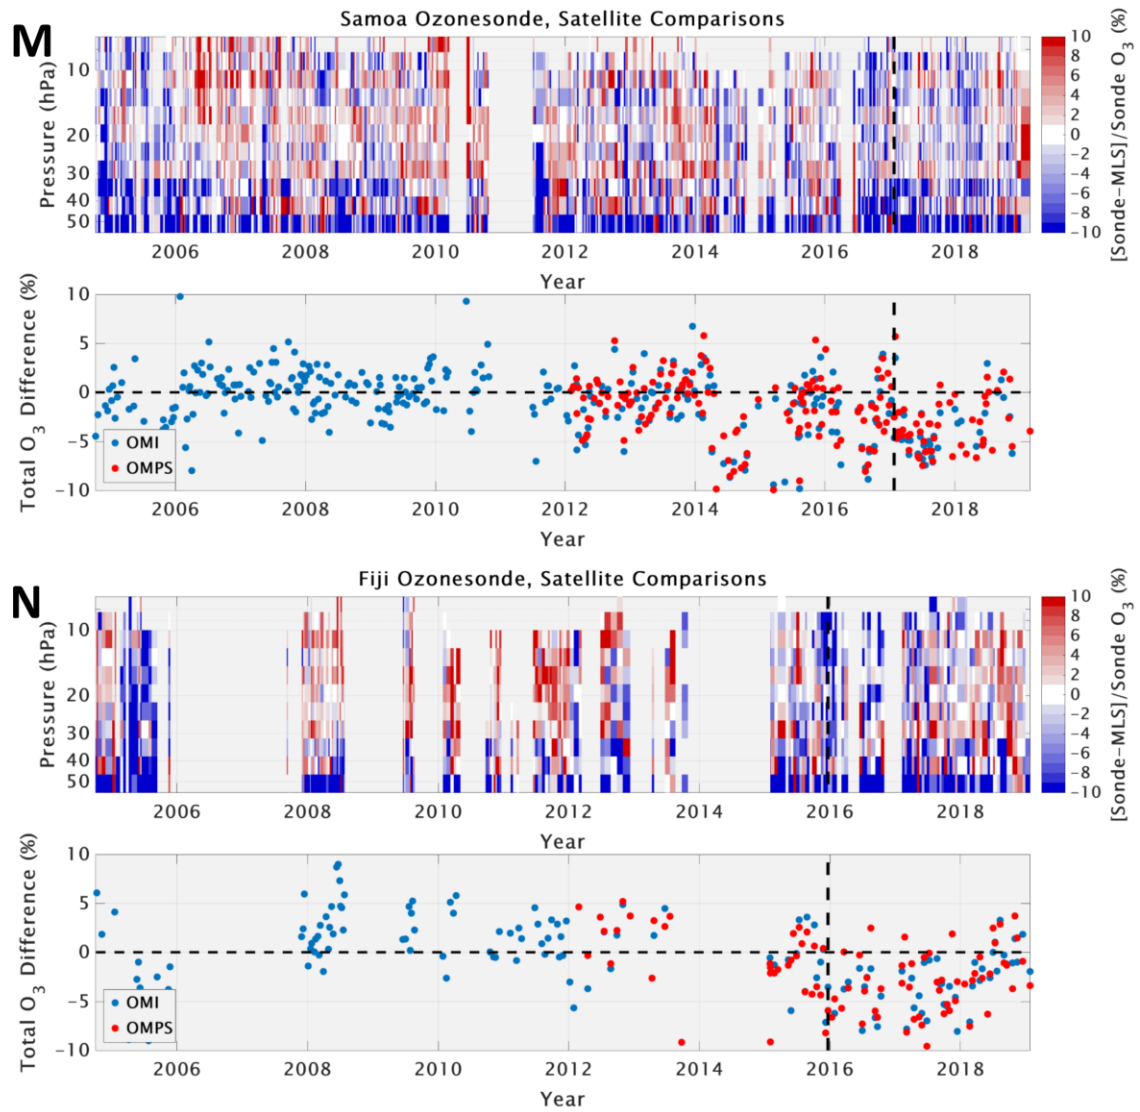 M
Samoa Ozonesonde, Satellite Comparisons
Pressure (hPa)
10
20
30
40
50
2006 2008 2010 2012 2014 2016 2018
Year
10
8
6
4
2
0
-2
-4
-6
-8
-10
[Sonde-MLS]/Sonde O3 (%)
Total O3 Difference (%)
10
5
0
-5
-10
OMI
OMPS
2006 2008 2010 2012 2014 2016 2018
Year
N
Fiji Ozonesonde, Satellite Comparisons
Pressure (hPa)
10
20
30
40
50
2006 2008 2010 2012 2014 2016 2018
Year
10
8
6
4
2
0
-2
-4
-6
-8
-10
[Sonde-MLS]/Sonde O3 (%)
Total O3 Difference (%)
10
5
0
-5
-10
OMI
OMPS
2006 2008 2010 2012 2014 2016 2018
Year